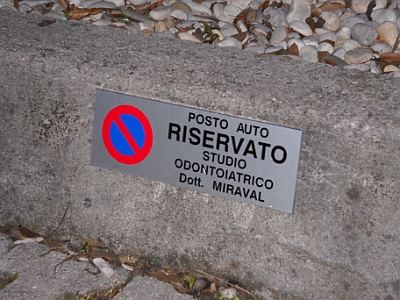 POSTO AUTO
RISERVATO
STUDIO
ODONTOIATRICO
Dott. MIRAVAL